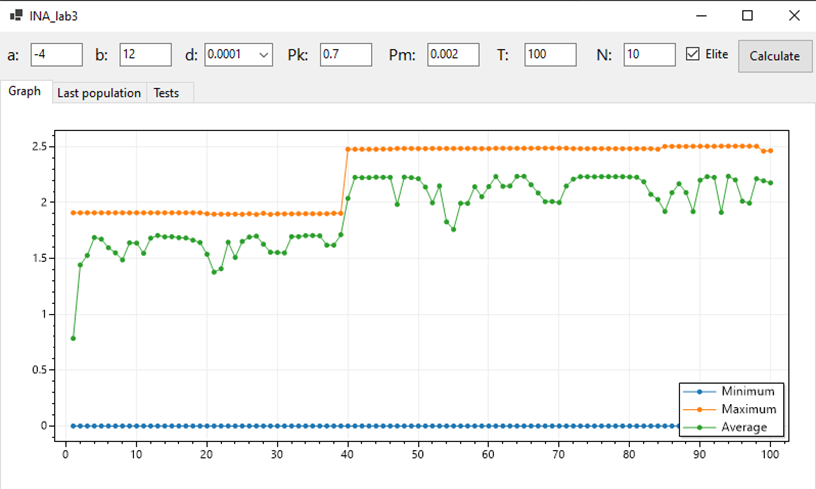 INA_lab3
a: -4 b: 12 d: 0.0001 Pk: 0.7 Pm: 0.002 T: 100 N: 10 Elite Calculate
Graph Last population Tests
2.5
2
1.5
1
0.5
0
Minimum
Maximum
Average
0 10 20 30 40 50 60 70 80 90 100